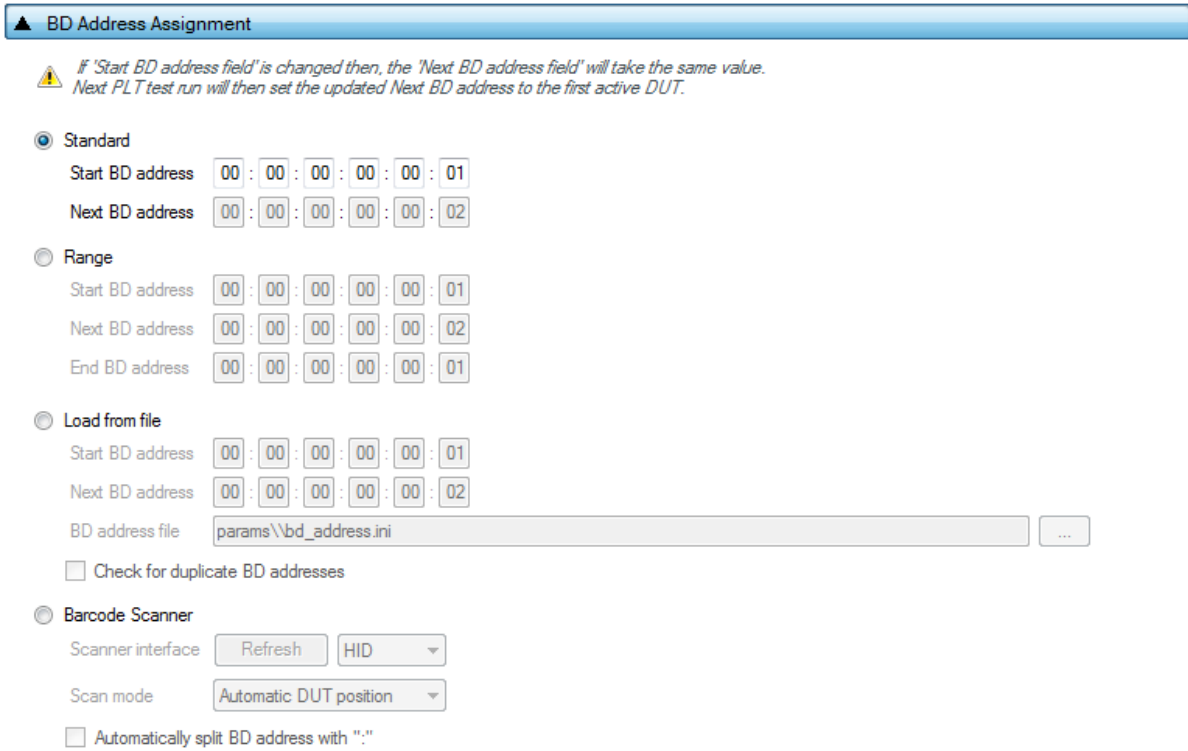 BD Address Assignment
If 'Start BD address field' is changed then, the 'Next BD address field' will take the same value.
Next PLT test run will then set the updated Next BD address to the first active DUT.
Standard
Start BD address 00 : 00 : 00 : 00 : 00 : 01
Next BD address 00 : 00 : 00 : 00 : 00 : 02
Range
Start BD address 00 : 00 : 00 : 00 : 00 : 01
Next BD address 00 : 00 : 00 : 00 : 00 : 02
End BD address 00 : 00 : 00 : 00 : 00 : 01
Load from file
Start BD address 00 : 00 : 00 : 00 : 00 : 01
Next BD address 00 : 00 : 00 : 00 : 00 : 02
BD address file params\\bd_address.ini ...
Check for duplicate BD addresses
Barcode Scanner
Scanner interface Refresh HID
Scan mode Automatic DUT position
Automatically split BD address with ":"